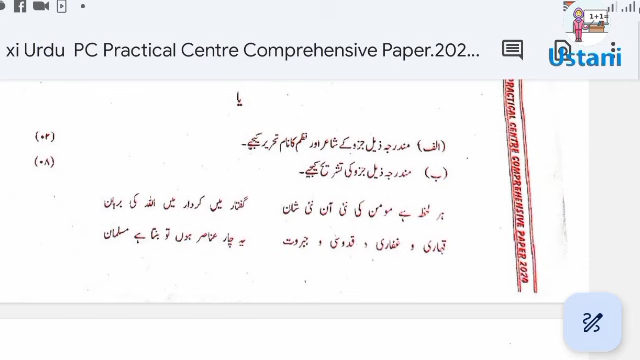 1+1=
Ustani
xi Urdu PC Practical Centre Comprehensive Paper.202...
یا
(الف) مندرجہ ذیل جزو کے شاعر اور نظم کا نام تحریر کیجیے۔ (۰۲)
(ب) مندرجہ ذیل جزو کی تشریح کیجیے۔ (۰۸)
ہر لحظہ ہے مومن کی نئی آن نئی شان گفتار میں کردار میں اللہ کی برہان
قہاری و غفاری و قدوسی و جبروت یہ چار عناصر ہوں تو بنتا ہے مسلمان
PRACTICAL CENTRE COMPREHENSIVE PAPER 2024